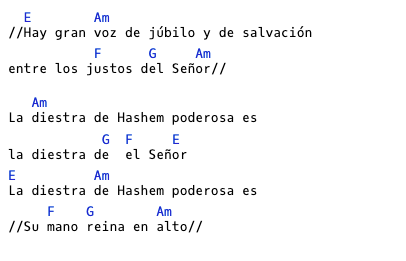 E        Am
//Hay gran voz de júbilo y de salvación
           F      G     Am
entre los justos del Señor//

   Am
La diestra de Hashem poderosa es
            G  F     E
la diestra de  el Señor
E          Am
La diestra de Hashem poderosa es
     F    G        Am
//Su mano reina en alto//